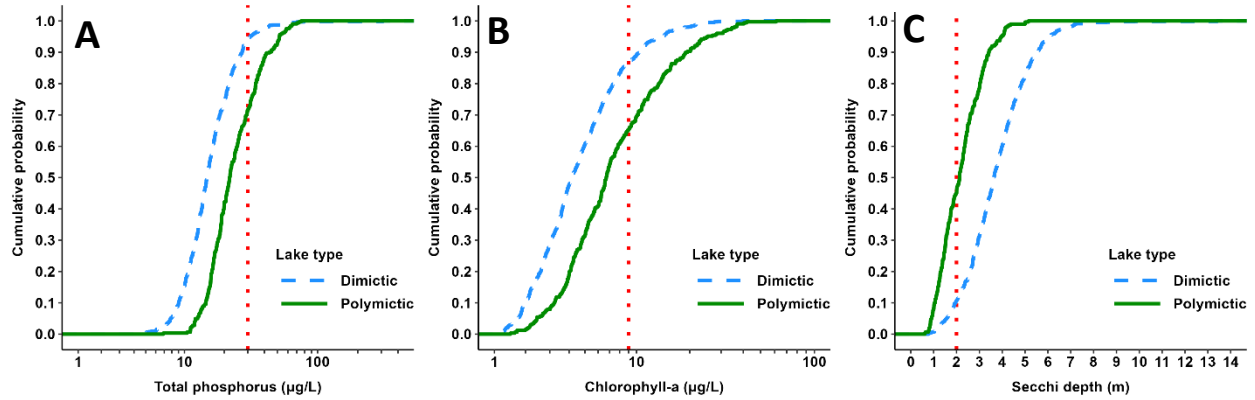 A
Cumulative probability
1.0
0.9
0.8
0.7
0.6
0.5
0.4
0.3
0.2
0.1
0.0
Lake type
Dimictic
Polymictic
1 10 100
Total phosphorus (µg/L)
B
Cumulative probability
1.0
0.9
0.8
0.7
0.6
0.5
0.4
0.3
0.2
0.1
0.0
Lake type
Dimictic
Polymictic
1 10 100
Chlorophyll-a (µg/L)
C
Cumulative probability
1.0
0.9
0.8
0.7
0.6
0.5
0.4
0.3
0.2
0.1
0.0
Lake type
Dimictic
Polymictic
0 1 2 3 4 5 6 7 8 9 10 11 12 13 14
Secchi depth (m)